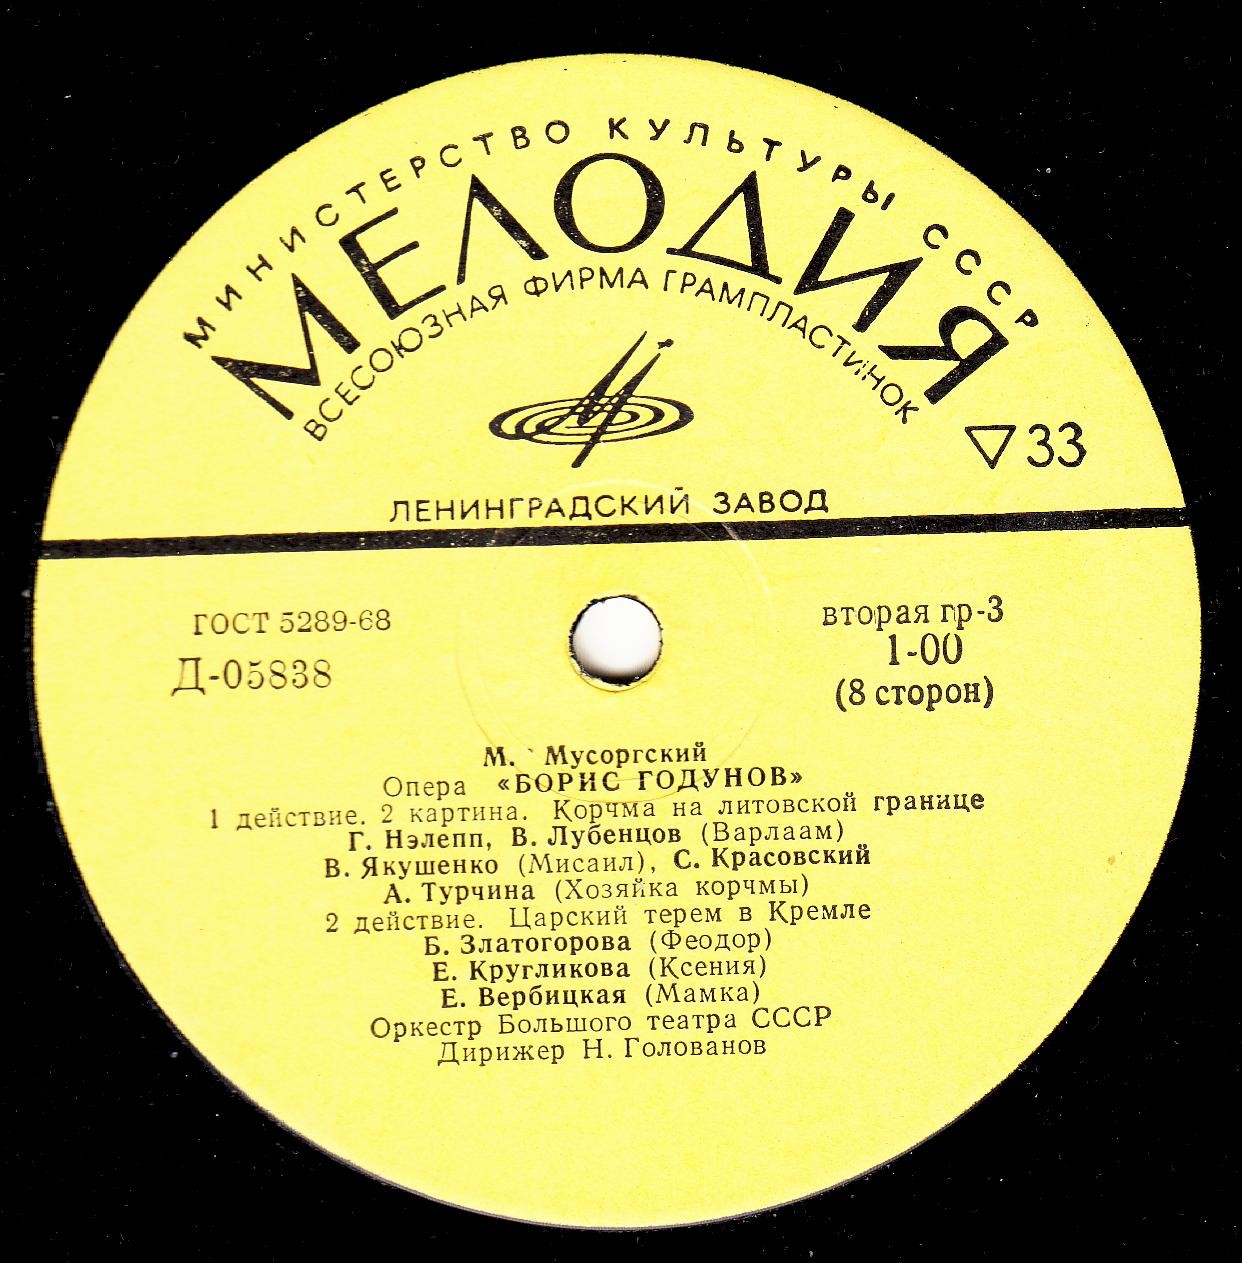 МИНИСТЕРСТВО КУЛЬТУРЫ СССР
МЕЛОДИЯ
ВСЕСОЮЗНАЯ ФИРМА ГРАМПЛАСТИНОК
33
ЛЕНИНГРАДСКИЙ ЗАВОД
ГОСТ 5289-68
Д-05838
вторая гр-3
1-00
(8 сторон)
М. Мусоргский
Опера «БОРИС ГОДУНОВ»
1 действие. 2 картина. Корчма на литовской границе
Г. Нэлепп, В. Лубенцов (Варлаам)
В. Якушенко (Мисаил), С. Красовский
А. Турчина (Хозяйка корчмы)
2 действие. Царский терем в Кремле
Б. Златогорова (Феодор)
Е. Кругликова (Ксения)
Е. Вербицкая (Мамка)
Оркестр Большого театра СССР
Дирижер Н. Голованов